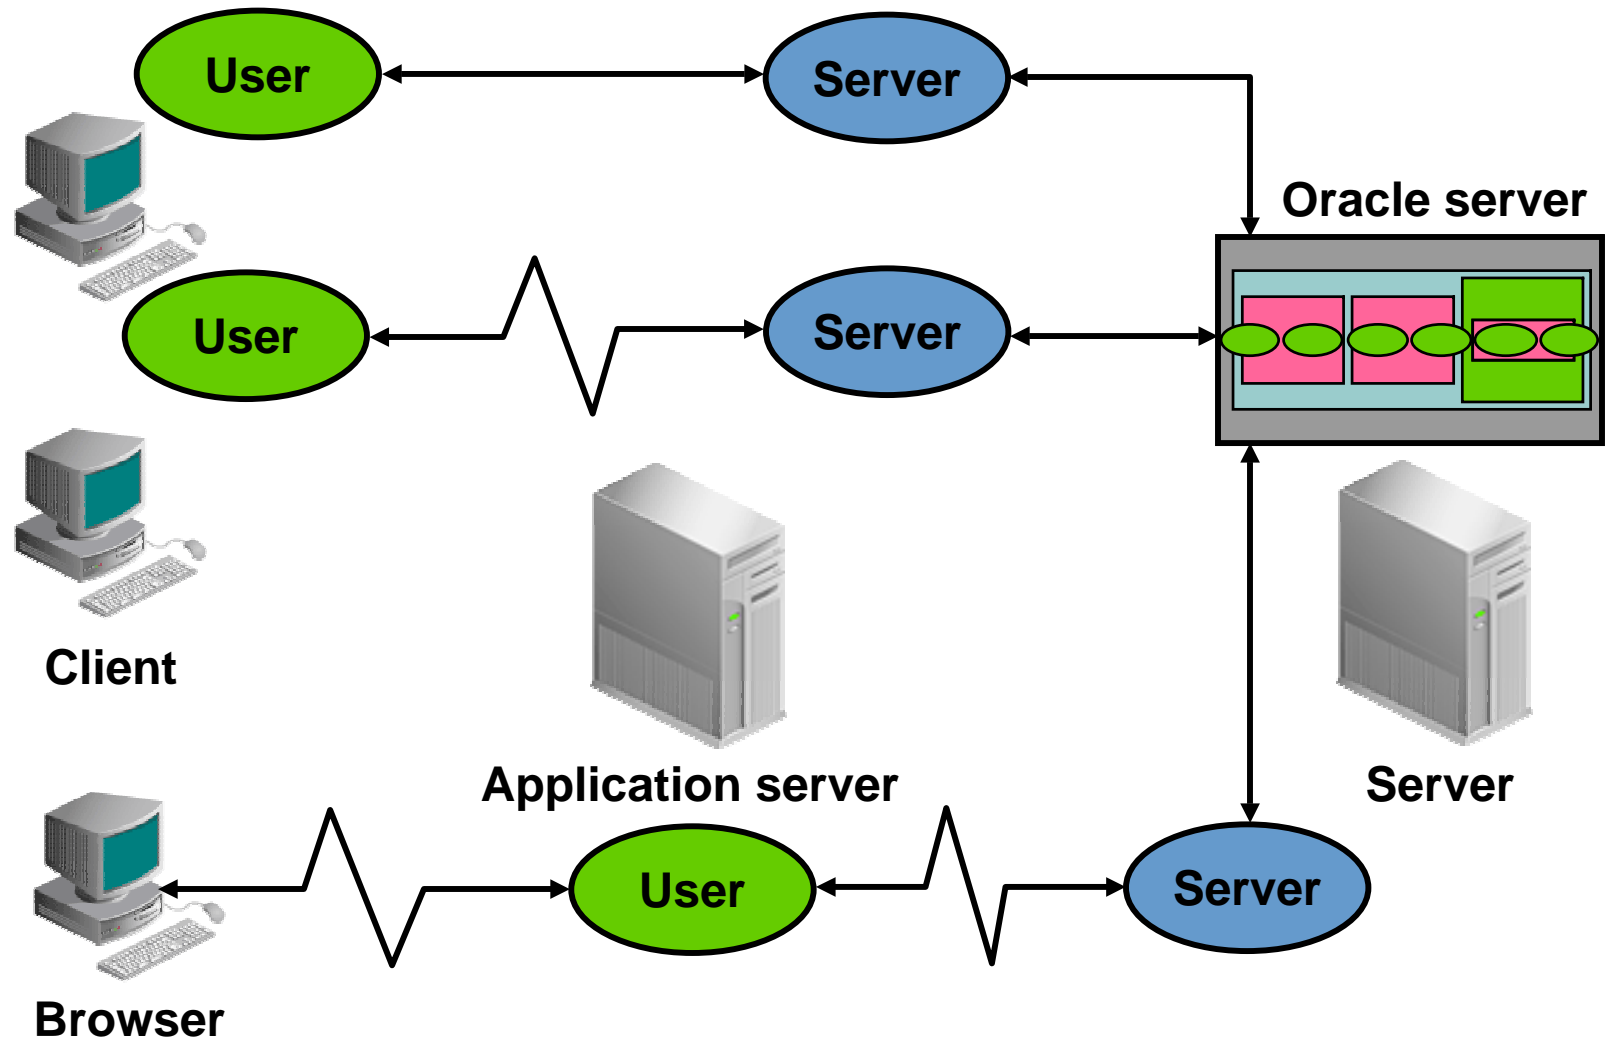 User
Server
Oracle server
User
Server
Client
Application server
Server
User
Server
Browser